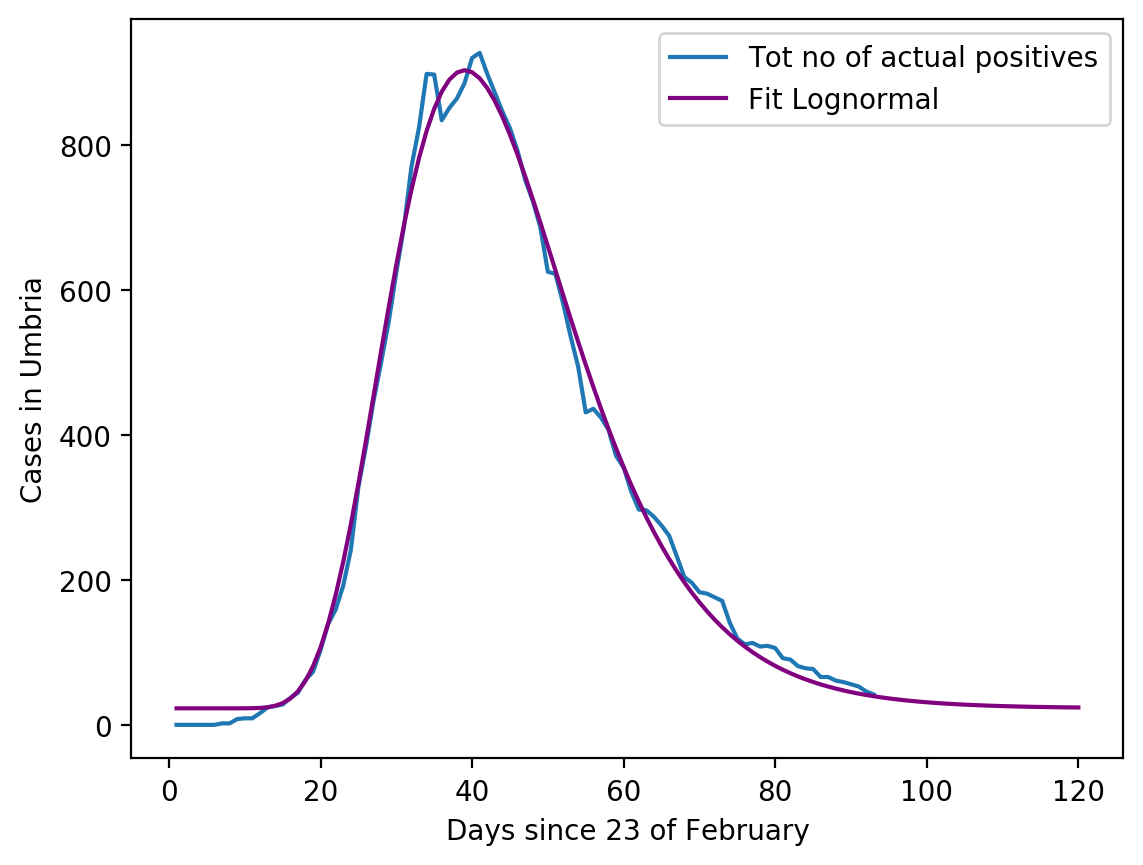 Tot no of actual positives
Fit Lognormal
Cases in Umbria
800
600
400
200
0
0 20 40 60 80 100 120
Days since 23 of February